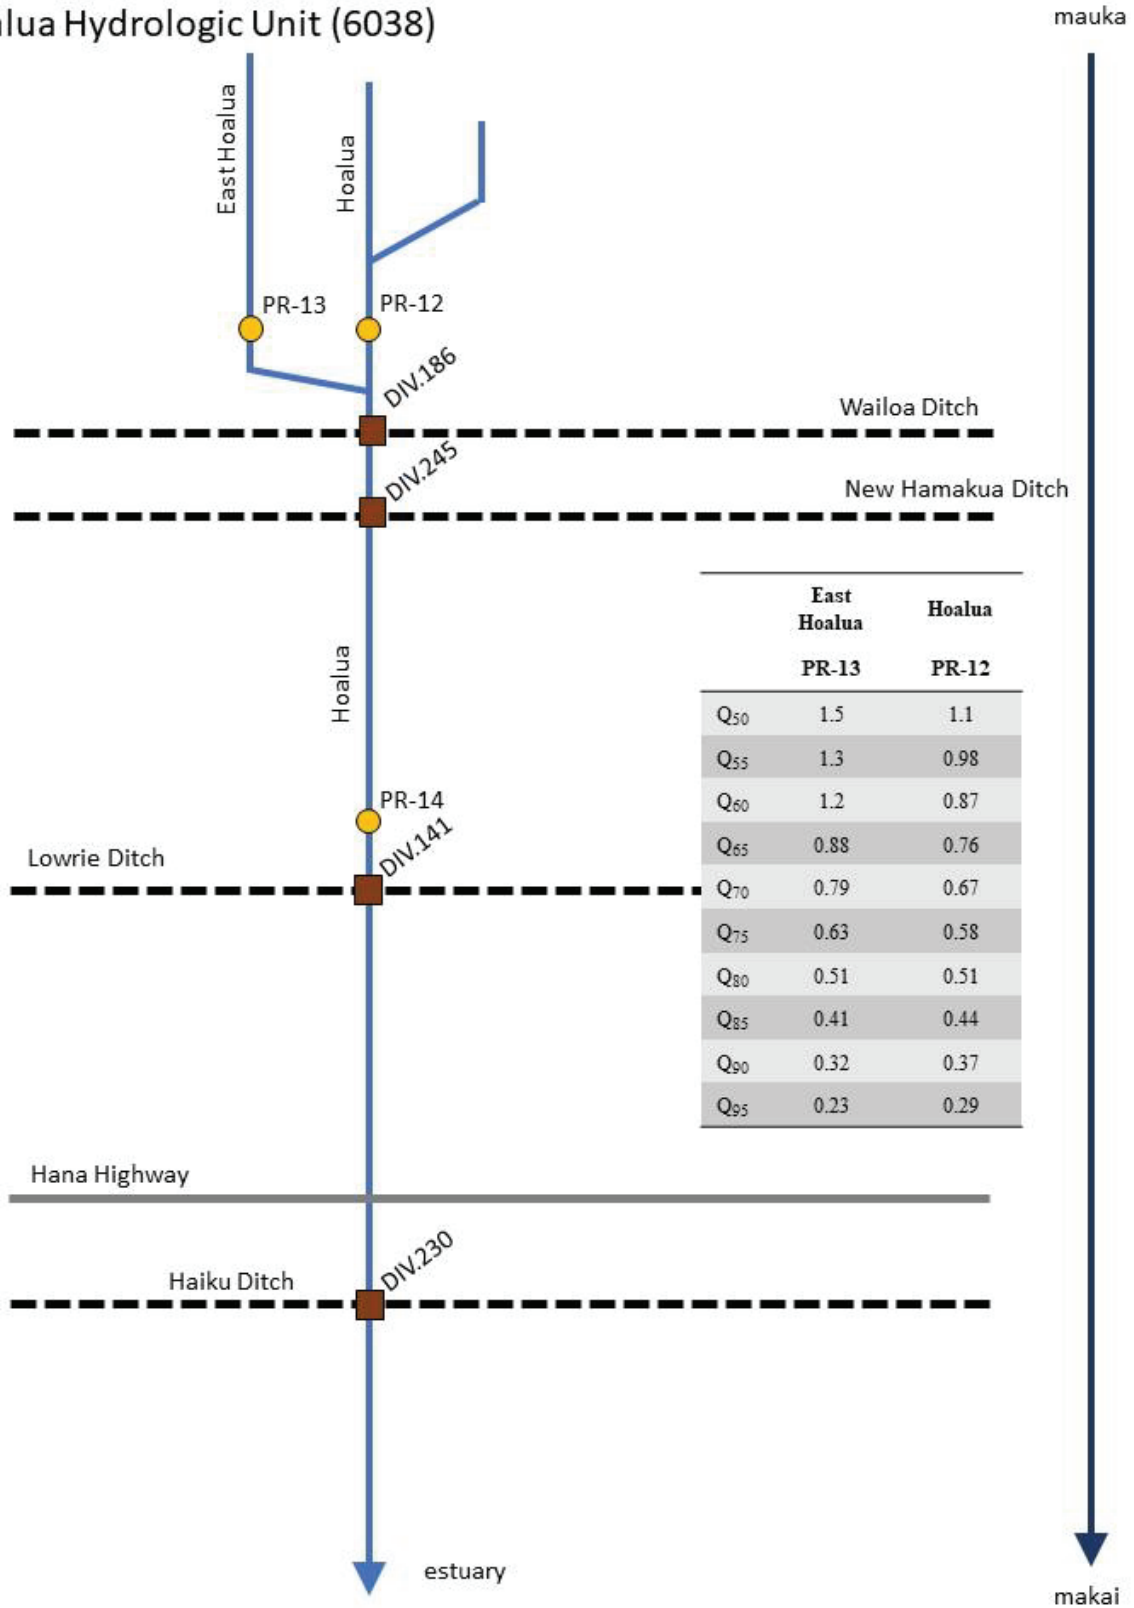 alua Hydrologic Unit (6038)
mauka
East Hoalua
Hoalua
PR-13
PR-12
DIV.186
Wailoa Ditch
DIV.245
New Hamakua Ditch
Hoalua
East Hoalua Hoalua
PR-13 PR-12
Q50 1.5 1.1
Q55 1.3 0.98
Q60 1.2 0.87
Q65 0.88 0.76
Q70 0.79 0.67
Q75 0.63 0.58
Q80 0.51 0.51
Q85 0.41 0.44
Q90 0.32 0.37
Q95 0.23 0.29
PR-14
DIV.141
Lowrie Ditch
Hana Highway
DIV.230
Haiku Ditch
estuary
makai